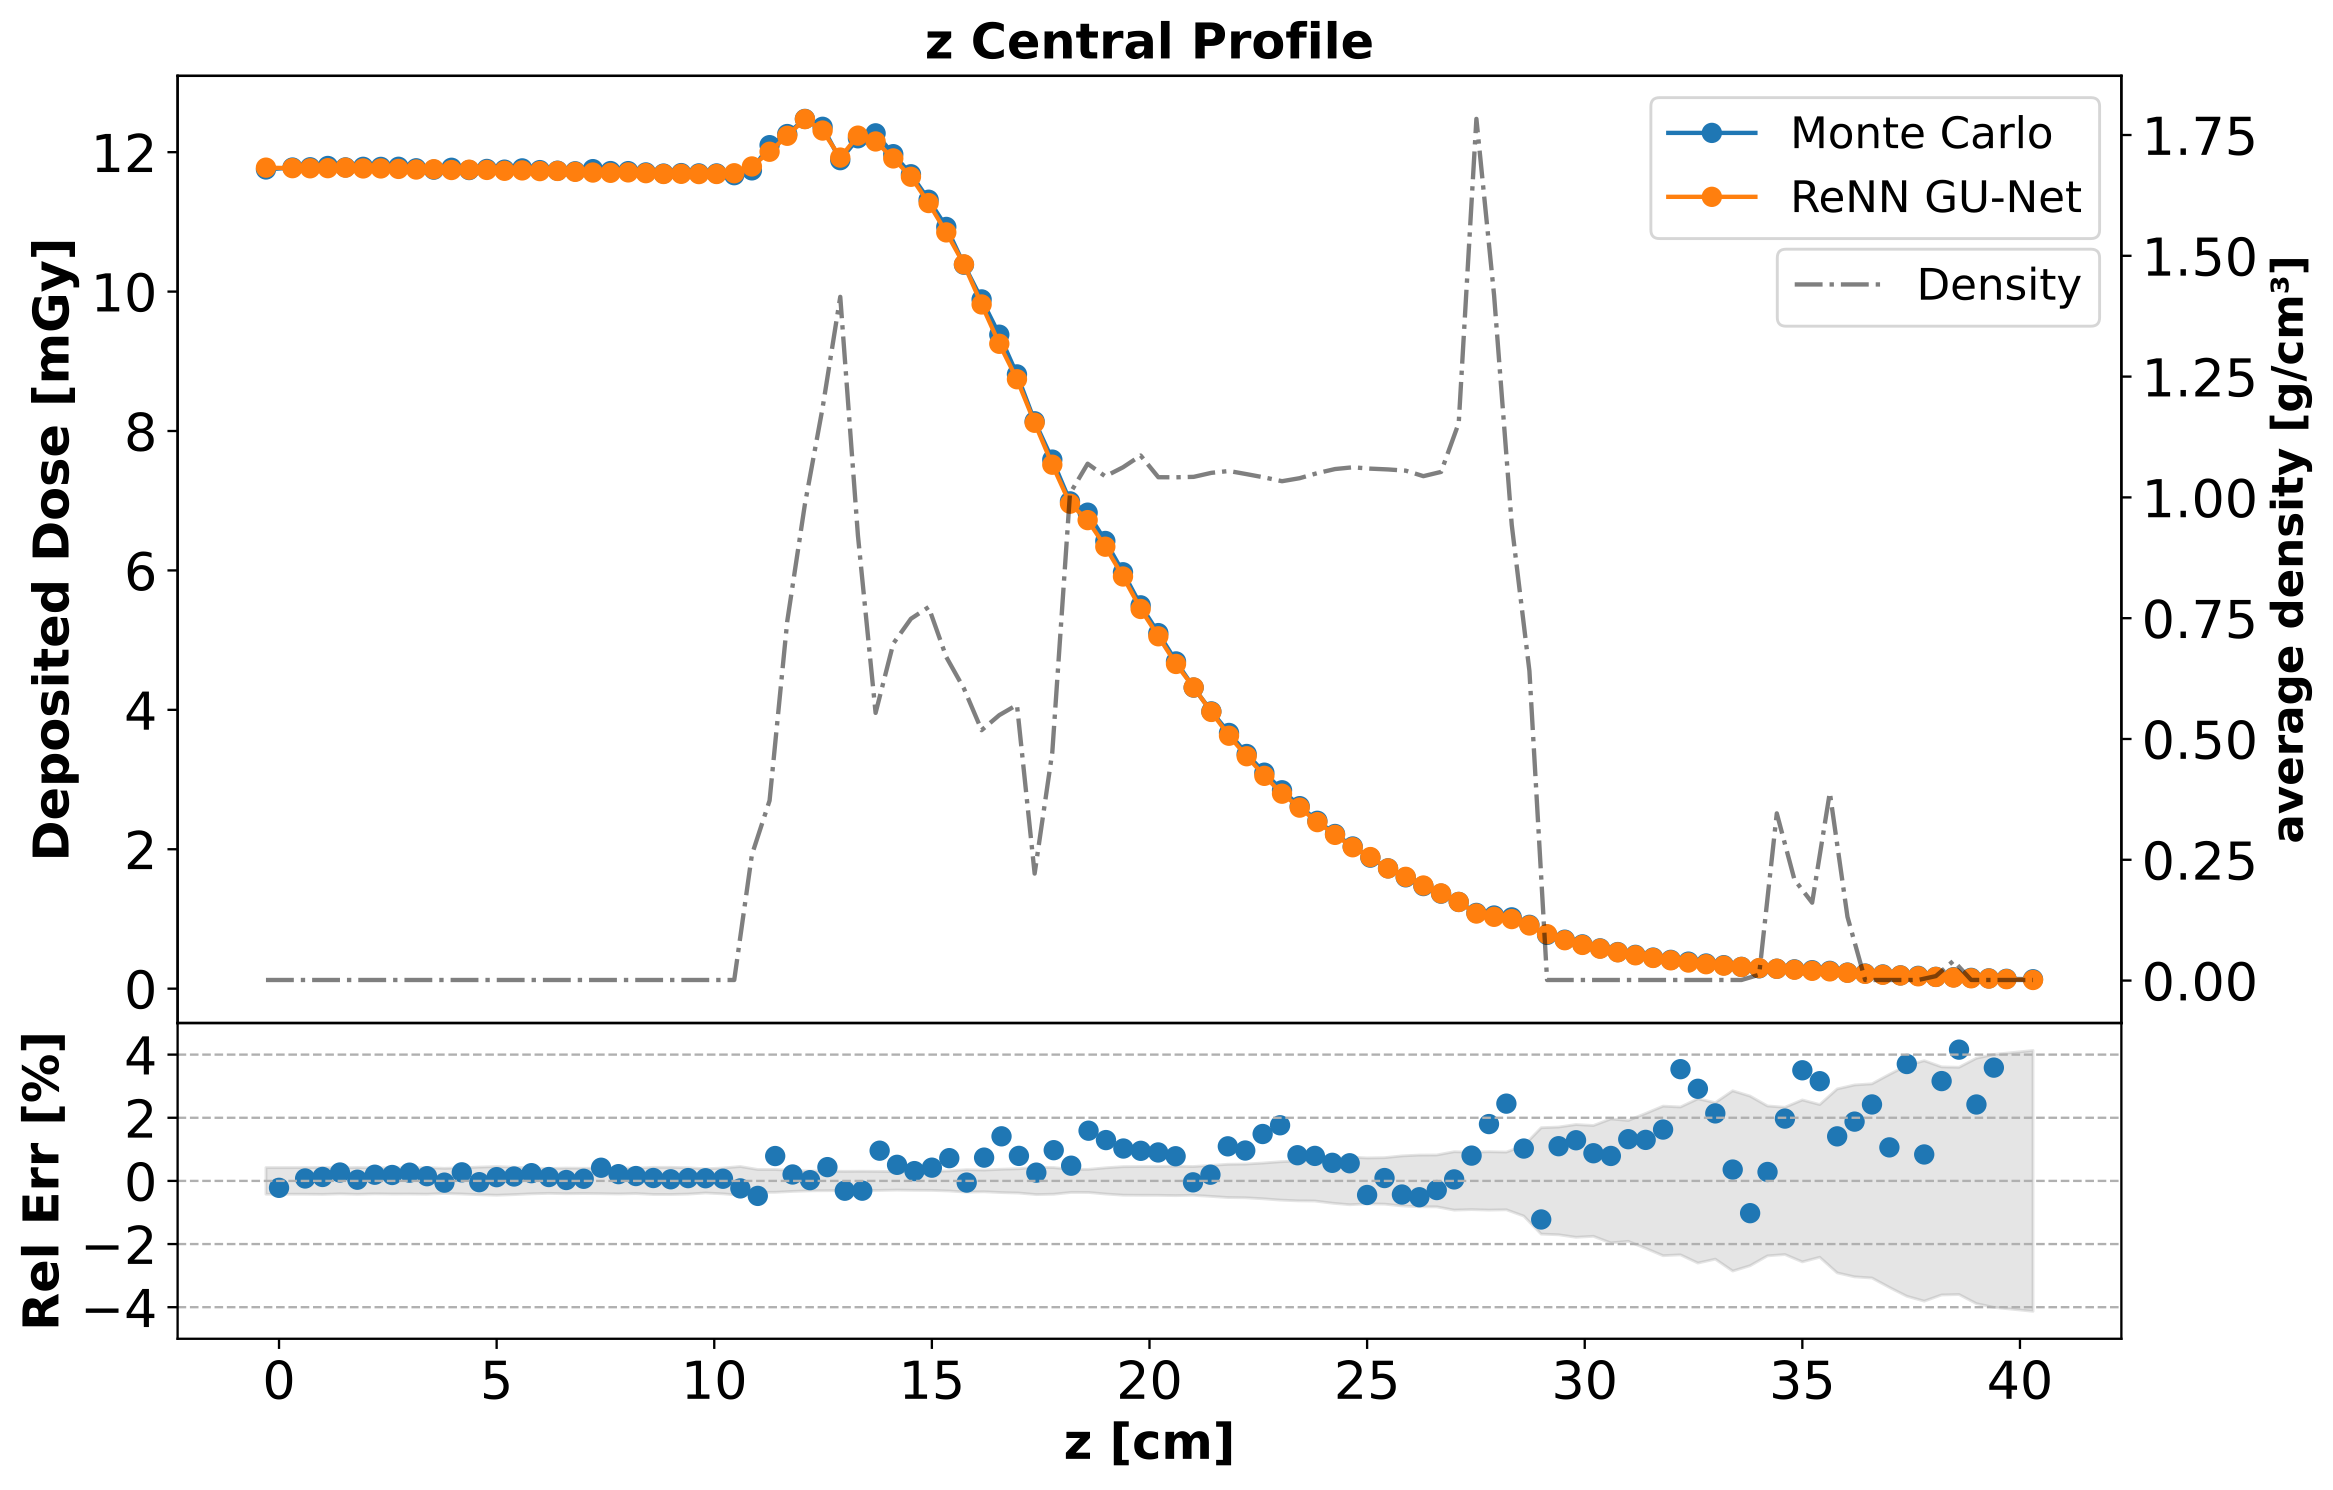 z Central Profile
Deposited Dose [mGy]
12
10
8
6
4
2
0
Monte Carlo
ReNN GU-Net
Density
1.75
1.50
1.25
1.00
0.75
0.50
0.25
0.00
average density [g/cm³]
Rel Err [%]
4
2
0
−2
−4
0 5 10 15 20 25 30 35 40
z [cm]